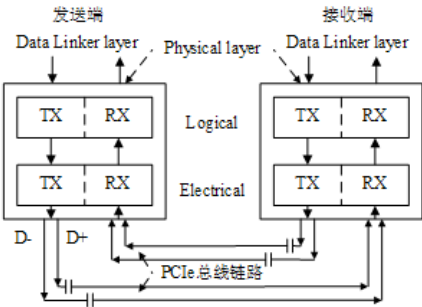 发送端
接收端
Data Linker layer
Physical layer
Data Linker layer
TX
RX
Logical
TX
RX
TX
RX
Electrical
TX
RX
D-
D+
PCIe总线链路